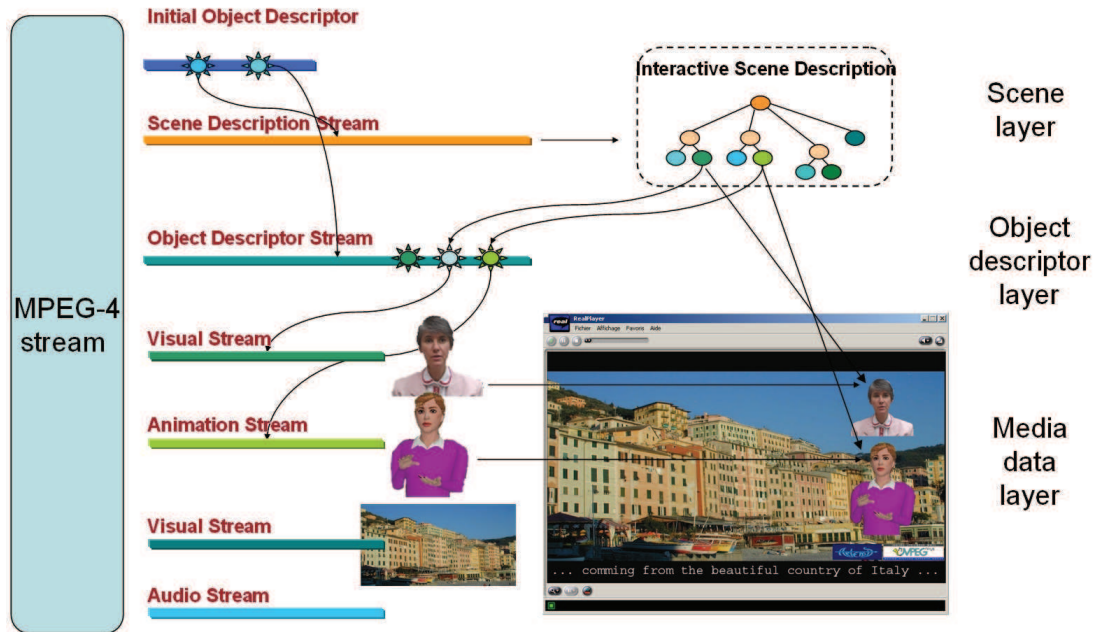 Initial Object Descriptor
Interactive Scene Description
Scene
layer
Scene Description Stream
Object Descriptor Stream
Object
descriptor
layer
MPEG-4
stream
Visual Stream
real
RealPlayer
Fichier Affichage Favoris Aide
Animation Stream
Media
data
layer
Visual Stream
MPEG
... comming from the beautiful country of Italy ...
Audio Stream